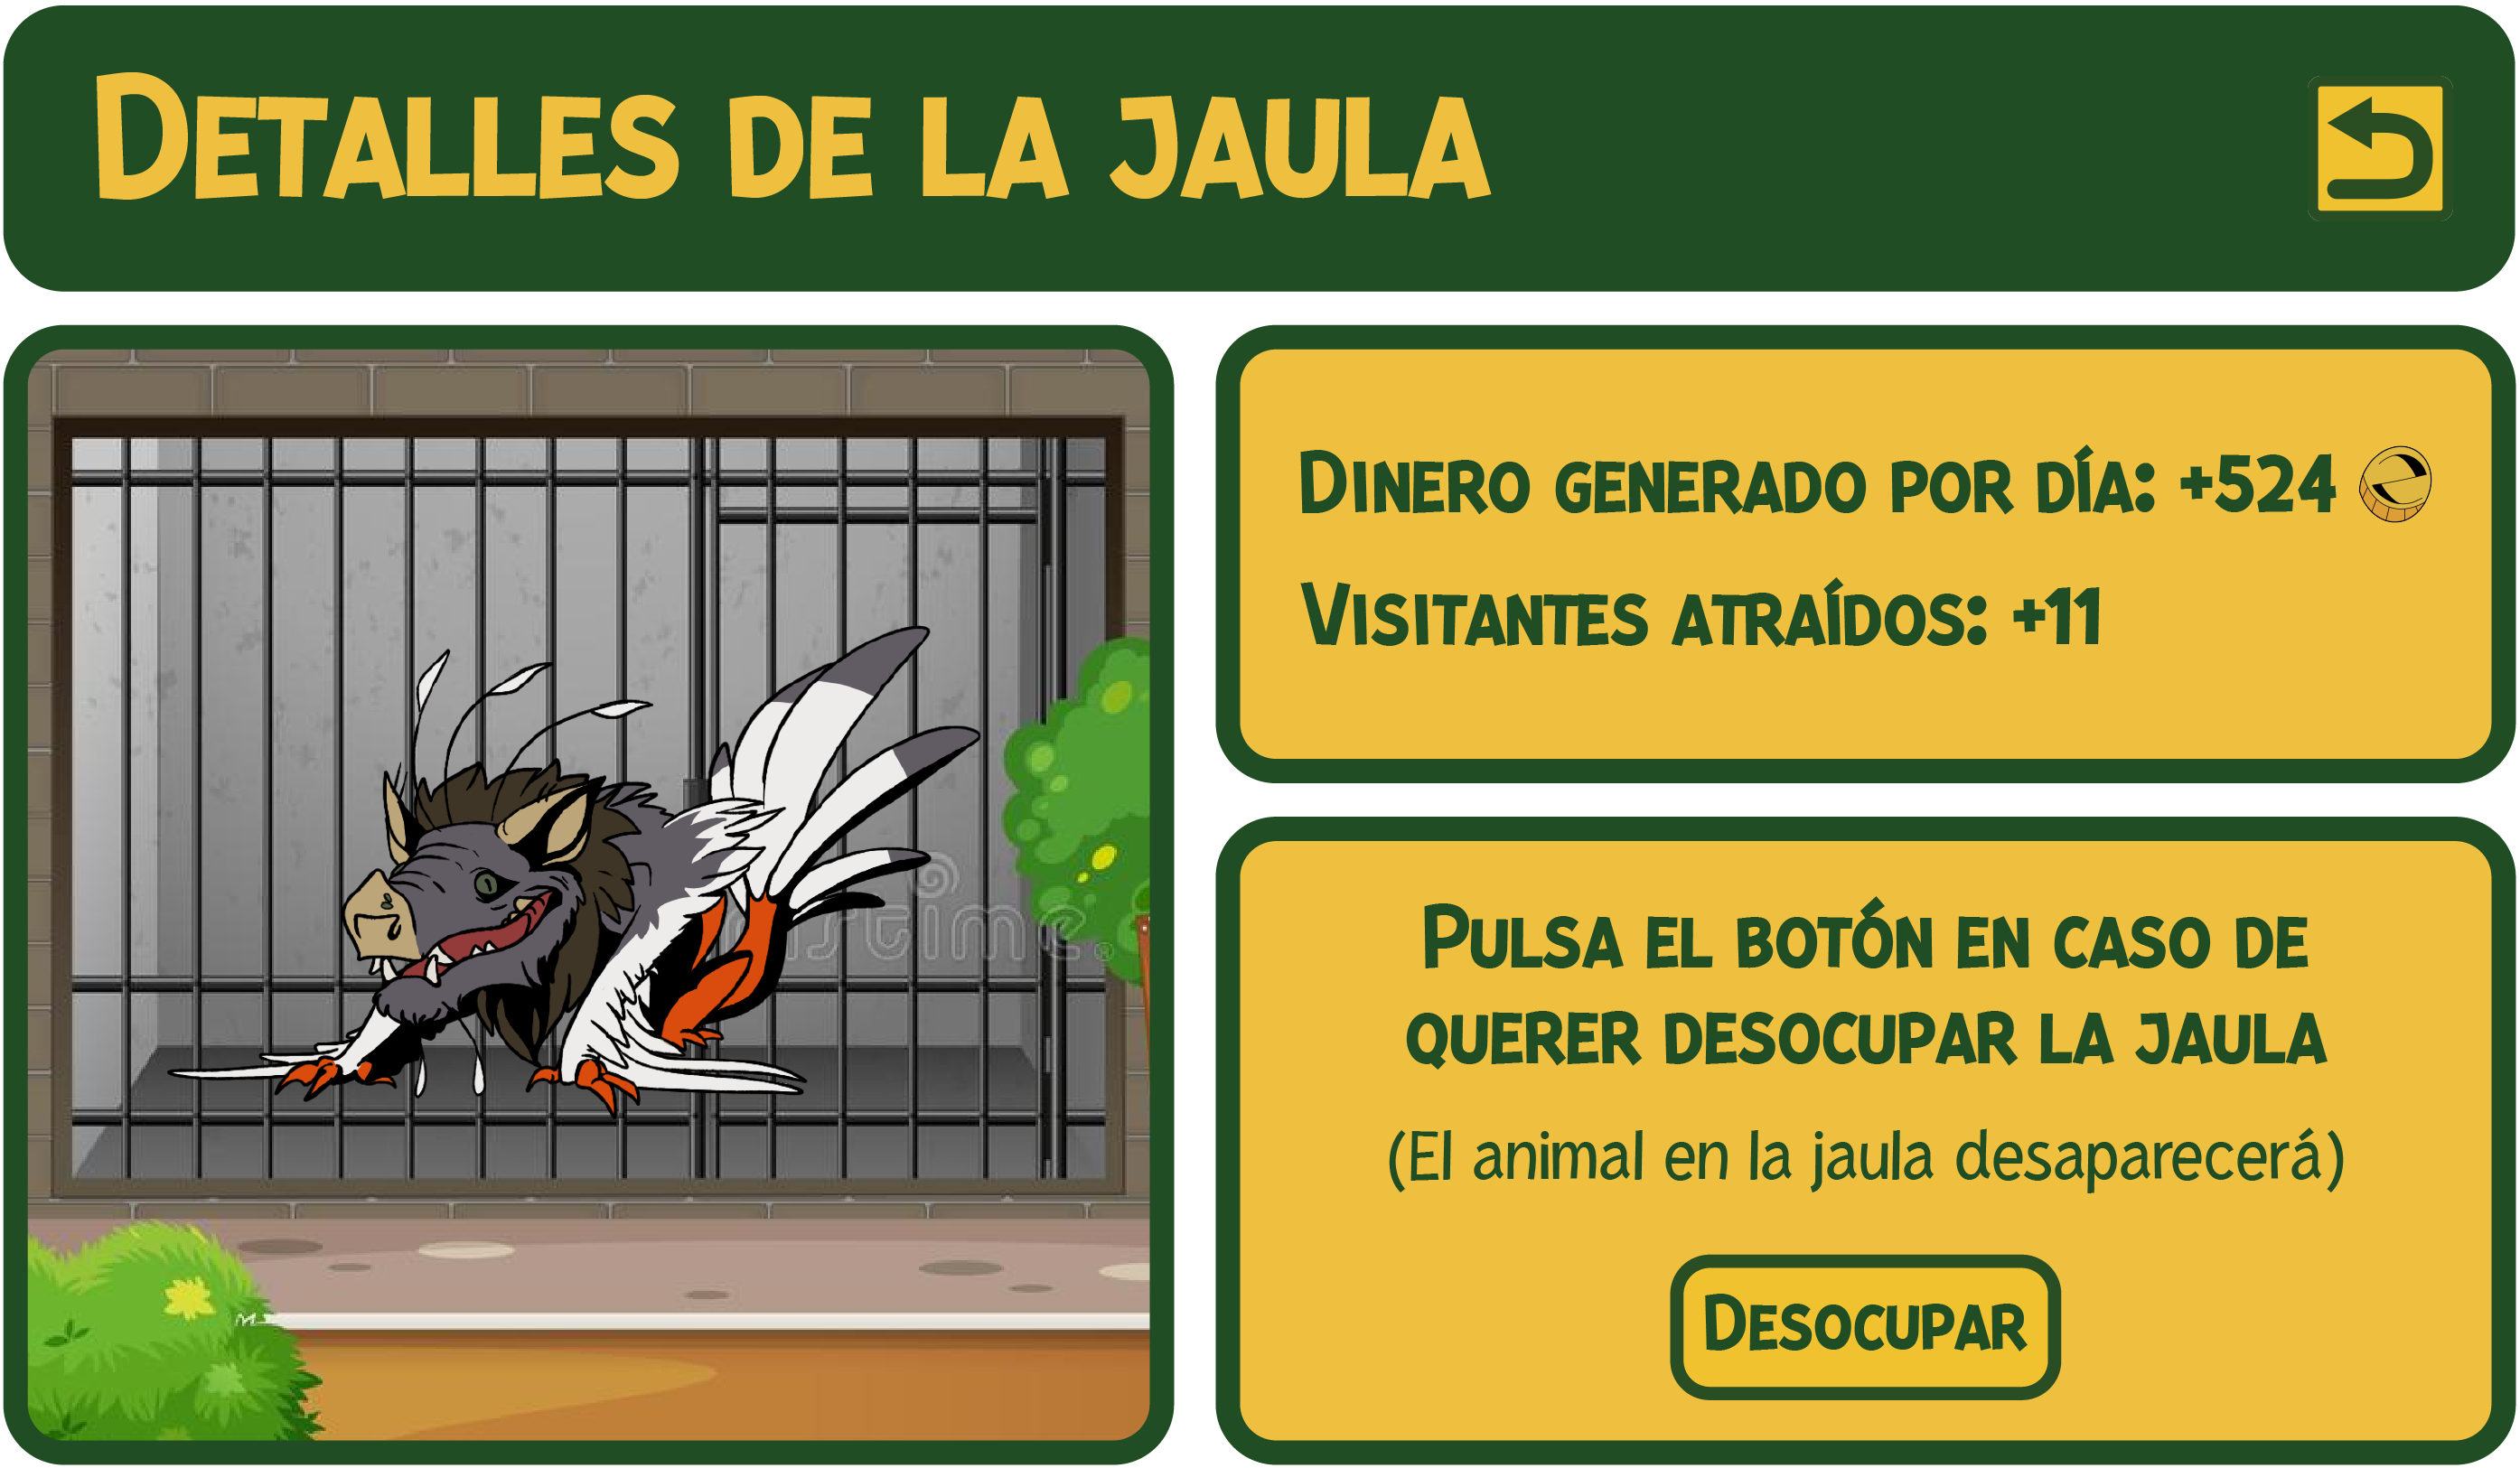 Detalles de la jaula
Dinero generado por día: +524
Visitantes atraídos: +11
Pulsa el botón en caso de
querer desocupar la jaula
(El animal en la jaula desaparecerá)
Desocupar